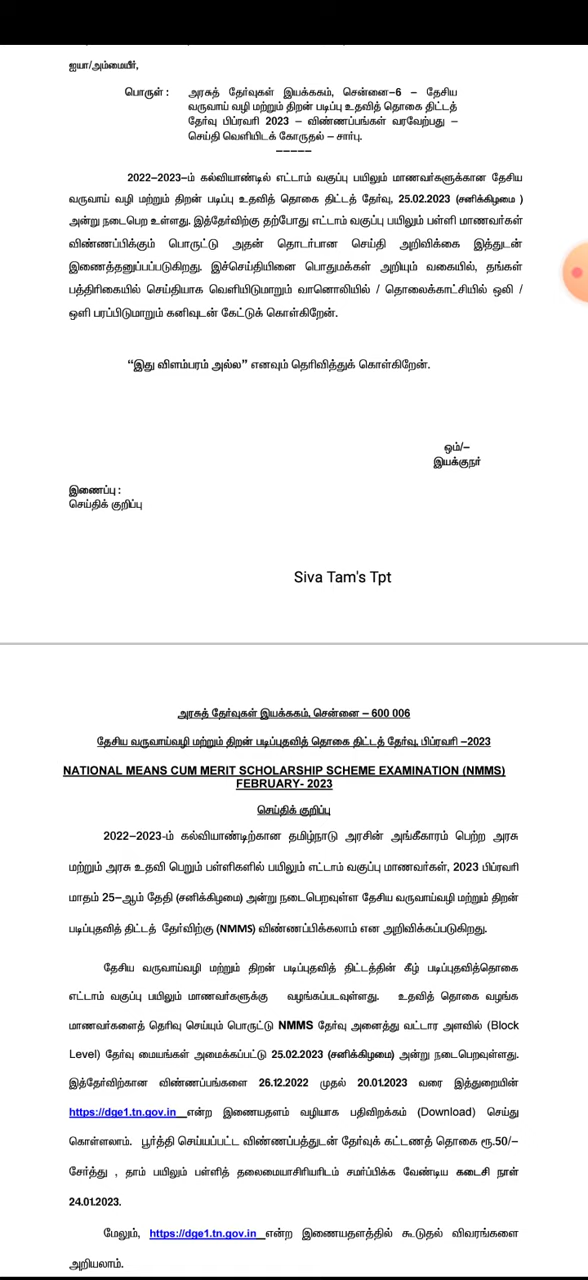 ஐயா/அம்மையீர்,
பொருள் : அரசுத் தேர்வுகள் இயக்ககம், சென்னை–6 – தேசிய
வருவாய் வழி மற்றும் திறன் படிப்பு உதவித் தொகை திட்டத்
தேர்வு பிப்ரவரி 2023 – விண்ணப்பங்கள் வரவேற்பது –
செய்தி வெளியிடக் கோருதல் – சார்பு.
–––––
2022–2023–ம் கல்வியாண்டில் எட்டாம் வகுப்பு பயிலும் மாணவர்களுக்கான தேசிய
வருவாய் வழி மற்றும் திறன் படிப்பு உதவித் தொகை திட்டத் தேர்வு, 25.02.2023 (சனிக்கிழமை )
அன்று நடைபெற உள்ளது. இத்தேர்விற்கு தற்போது எட்டாம் வகுப்பு பயிலும் பள்ளி மாணவர்கள்
விண்ணப்பிக்கும் பொருட்டு அதன் தொடர்பான செய்தி அறிவிக்கை இத்துடன்
இணைத்தனுப்பப்படுகிறது. இச்செய்தியினை பொதுமக்கள் அறியும் வகையில், தங்கள்
பத்திரிகையில் செய்தியாக வெளியிடுமாறும் வானொலியில் / தொலைக்காட்சியில் ஒலி /
ஒளி பரப்பிடுமாறும் கனிவுடன் கேட்டுக் கொள்கிறேன்.
“இது விளம்பரம் அல்ல” எனவும் தெரிவித்துக் கொள்கிறேன்.
ஒம்/–
இயக்குநர்
இணைப்பு :
செய்திக் குறிப்பு
Siva Tam's Tpt
அரசுத் தேர்வுகள் இயக்ககம், சென்னை – 600 006
தேசிய வருவாய்வழி மற்றும் திறன் படிப்புதவித் தொகை திட்டத் தேர்வு, பிப்ரவரி –2023
NATIONAL MEANS CUM MERIT SCHOLARSHIP SCHEME EXAMINATION (NMMS)
FEBRUARY- 2023
செய்திக் குறிப்பு
2022–2023-ம் கல்வியாண்டிற்கான தமிழ்நாடு அரசின் அங்கீகாரம் பெற்ற அரசு
மற்றும் அரசு உதவி பெறும் பள்ளிகளில் பயிலும் எட்டாம் வகுப்பு மாணவர்கள், 2023 பிப்ரவரி
மாதம் 25–ஆம் தேதி (சனிக்கிழமை) அன்று நடைபெறவுள்ள தேசிய வருவாய்வழி மற்றும் திறன்
படிப்புதவித் திட்டத் தேர்விற்கு (NMMS) விண்ணப்பிக்கலாம் என அறிவிக்கப்படுகிறது.
தேசிய வருவாய்வழி மற்றும் திறன் படிப்புதவித் திட்டத்தின் கீழ் படிப்புதவித்தொகை
எட்டாம் வகுப்பு பயிலும் மாணவர்களுக்கு வழங்கப்படவுள்ளது. உதவித் தொகை வழங்க
மாணவர்களைத் தெரிவு செய்யும் பொருட்டு NMMS தேர்வு அனைத்து வட்டார அளவில் (Block
Level) தேர்வு மையங்கள் அமைக்கப்பட்டு 25.02.2023 (சனிக்கிழமை) அன்று நடைபெறவுள்ளது.
இத்தேர்விற்கான விண்ணப்பங்களை 26.12.2022 முதல் 20.01.2023 வரை இத்துறையின்
https://dge1.tn.gov.in என்ற இணையதளம் வழியாக பதிவிறக்கம் (Download) செய்து
கொள்ளலாம். பூர்த்தி செய்யப்பட்ட விண்ணப்பத்துடன் தேர்வுக் கட்டணத் தொகை ரூ.50/–
சேர்த்து , தாம் பயிலும் பள்ளித் தலைமையாசிரியரிடம் சமர்ப்பிக்க வேண்டிய கடைசி நாள்
24.01.2023.
மேலும், https://dge1.tn.gov.in என்ற இணையதளத்தில் கூடுதல் விவரங்களை
அறியலாம்.